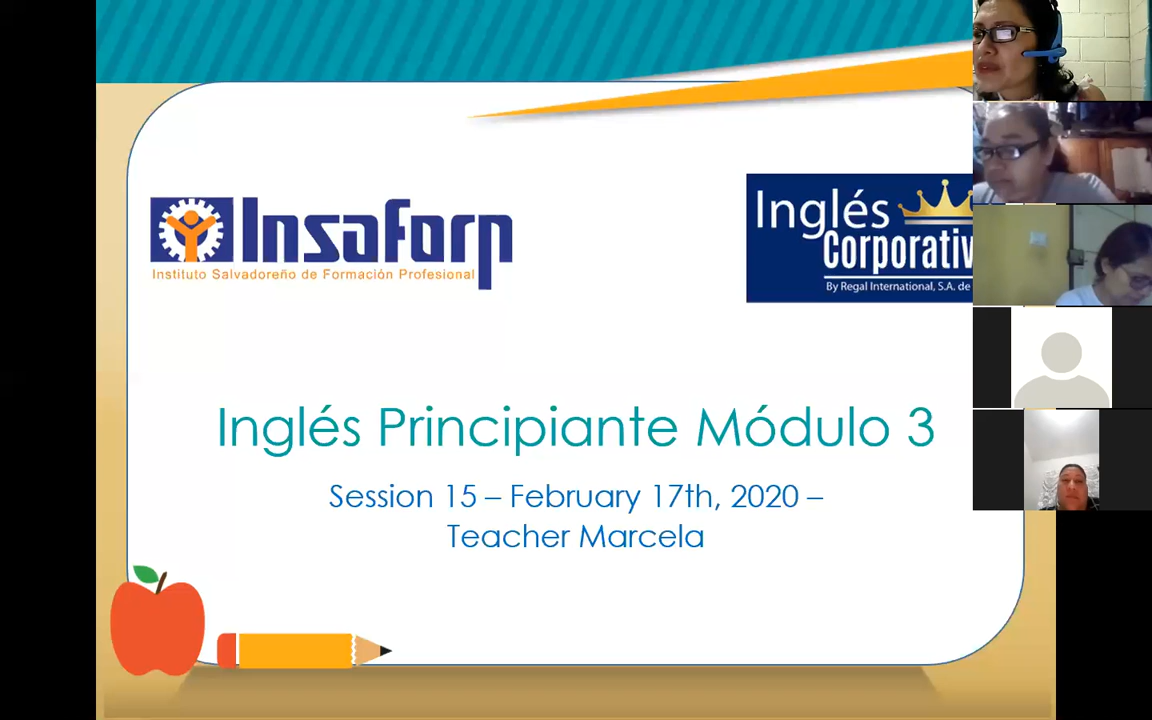 Insaforp
Instituto Salvadoreño de Formación Profesional
Inglés
Corporativ
By Regal International, S.A. de
Inglés Principiante Módulo 3
Session 15 – February 17th, 2020 –
Teacher Marcela